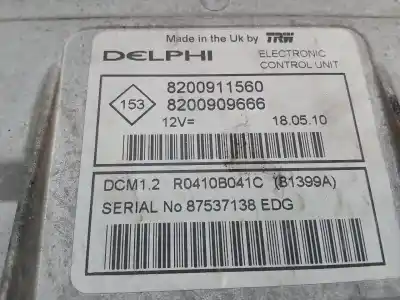 Made in the Uk by TRW
DELPHI ELECTRONIC CONTROL UNIT
8200911560
153
8200909666
12V= 18.05.10
DCM1.2 R0410B041C (81399A)
SERIAL No 87537138 EDG